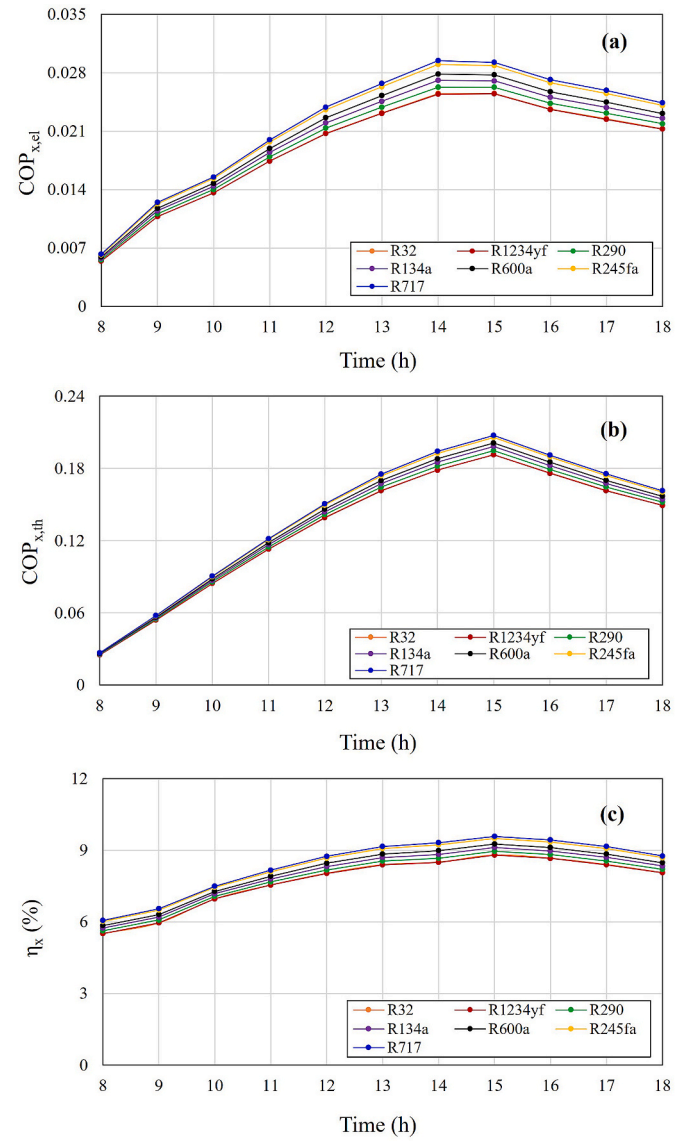 0.035
(a)
0.028
0.021
COPx,el
0.014
0.007
R32 R1234yf R290
R134a R600a R245fa
R717
0
8 9 10 11 12 13 14 15 16 17 18
Time (h)
0.24
(b)
0.18
COPx,th
0.12
0.06
R32 R1234yf R290
R134a R600a R245fa
R717
0
8 9 10 11 12 13 14 15 16 17 18
Time (h)
12
(c)
9
ηx (%)
6
3
R32 R1234yf R290
R134a R600a R245fa
R717
0
8 9 10 11 12 13 14 15 16 17 18
Time (h)